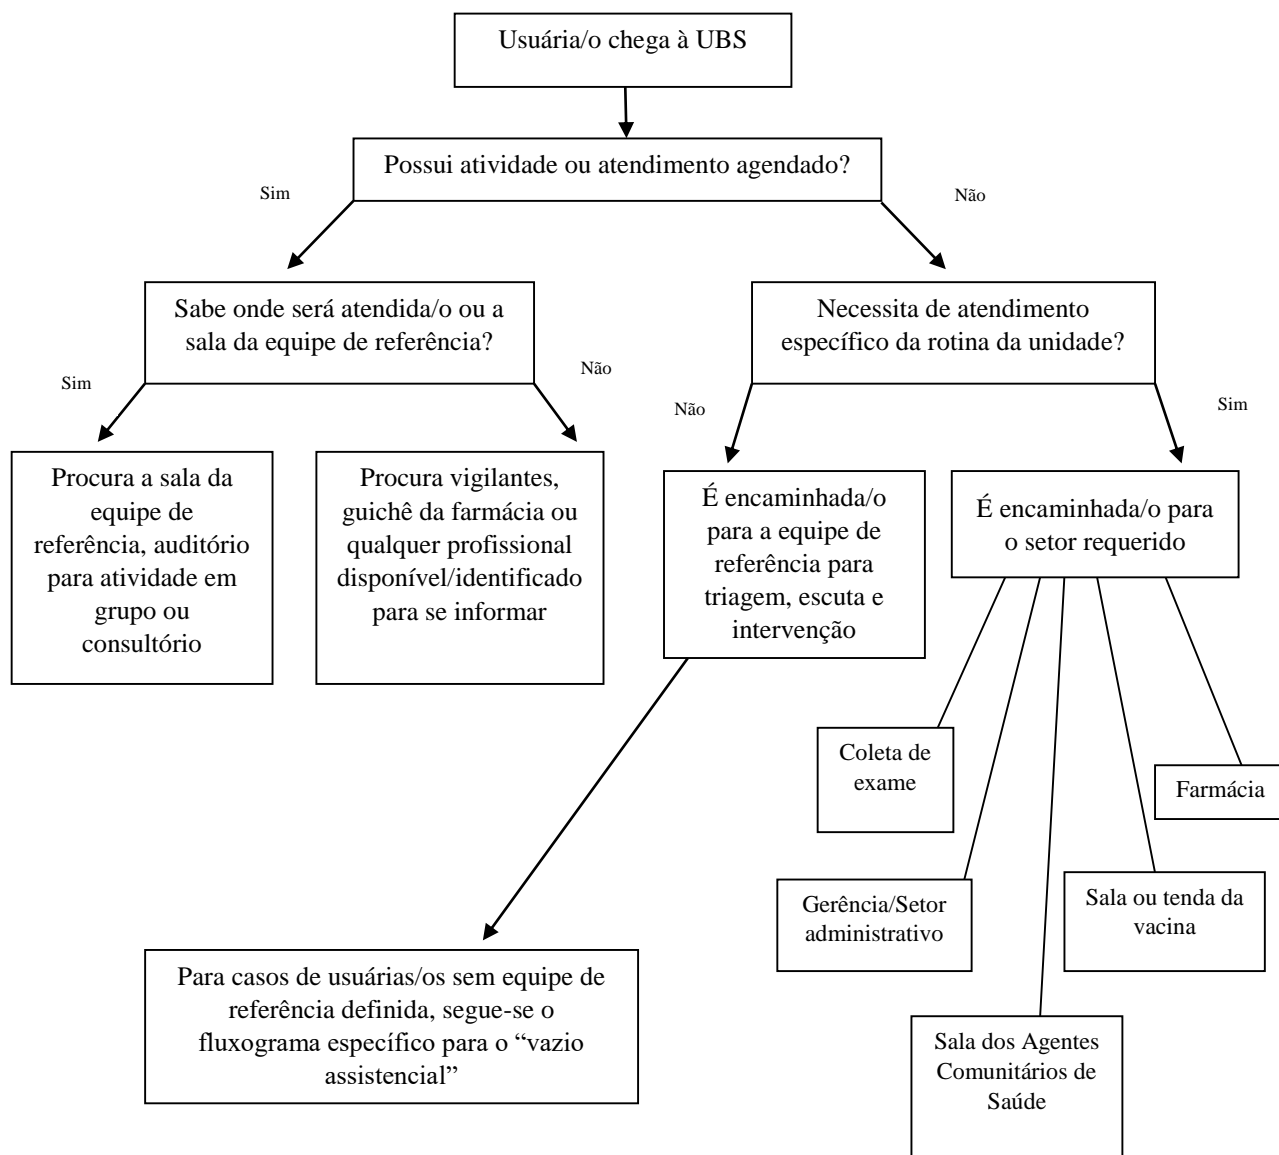 Usuária/o chega à UBS
Possui atividade ou atendimento agendado?
Sim
Não
Sabe onde será atendida/o ou a
sala da equipe de referência?
Necessita de atendimento
específico da rotina da unidade?
Sim
Não
Não
Sim
Procura a sala da
equipe de
referência, auditório
para atividade em
grupo ou
consultório
Procura vigilantes,
guichê da farmácia ou
qualquer profissional
disponível/identificado
para se informar
É encaminhada/o
para a equipe de
referência para
triagem, escuta e
intervenção
É encaminhada/o para
o setor requerido
Coleta de
exame
Farmácia
Gerência/Setor
administrativo
Sala ou tenda da
vacina
Para casos de usuárias/os sem equipe de
referência definida, segue-se o
fluxograma específico para o “vazio
assistencial”
Sala dos Agentes
Comunitários de
Saúde